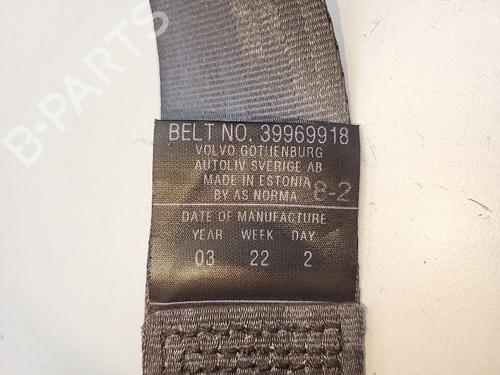 B-PARTS
BELT NO. 39969918
VOLVO GOTHENBURG
AUTOLIV SVERIGE AB
MADE IN ESTONIA
BY AS NORMA 8-2
DATE OF MANUFACTURE
YEAR WEEK DAY
03 22 2